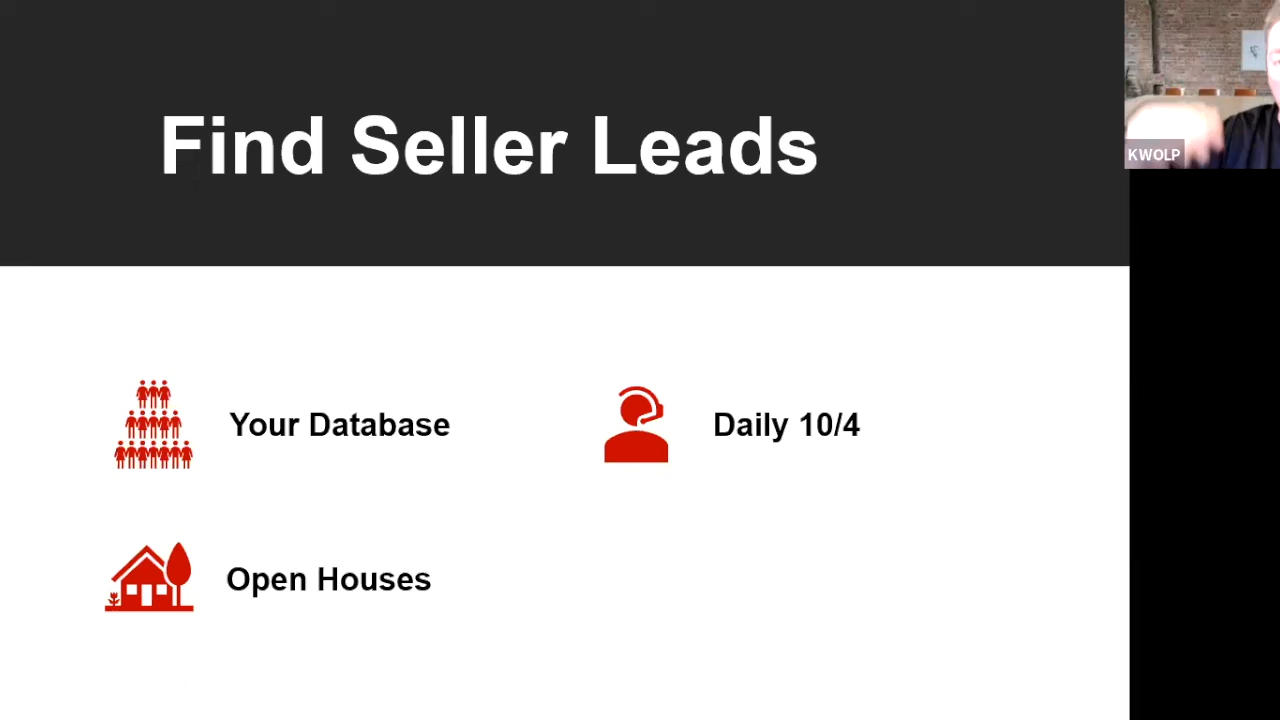 Find Seller Leads
KWOLP
Your Database
Daily 10/4
Open Houses